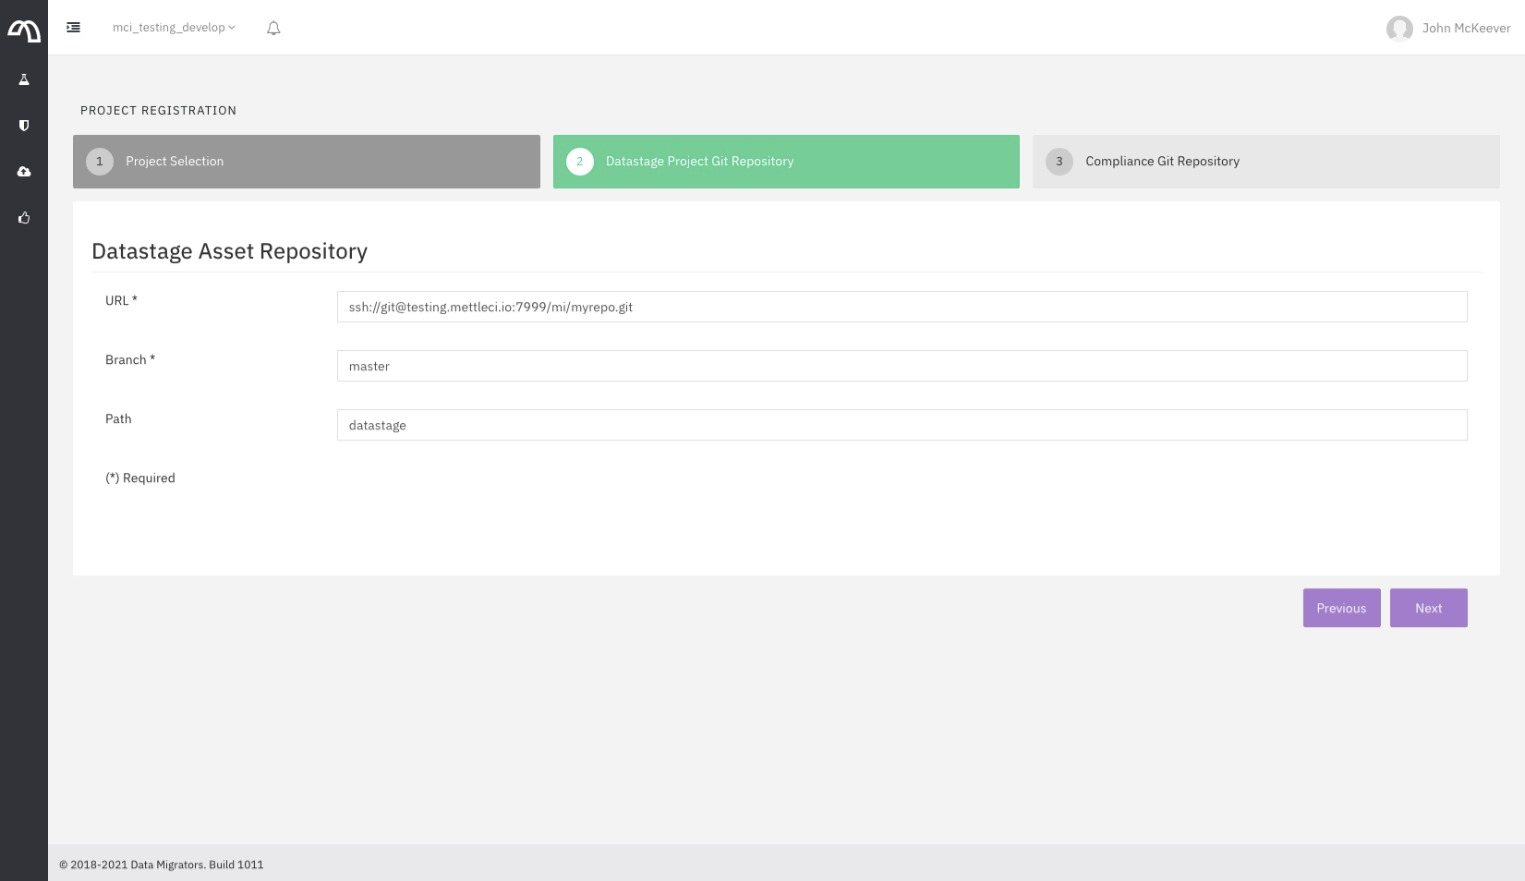 mci_testing_develop
John McKeever
PROJECT REGISTRATION
1 Project Selection
2 Datastage Project Git Repository
3 Compliance Git Repository
Datastage Asset Repository
URL *
ssh://git@testing.mettleci.io:7999/mi/myrepo.git
Branch *
master
Path
datastage
(*) Required
Previous
Next
© 2018-2021 Data Migrators. Build 1011